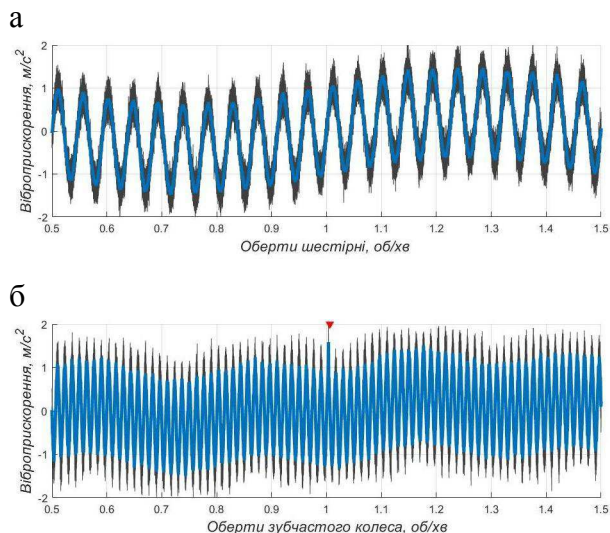 а
Віброприскорення, м/с²
2
1
0
-1
-2
0.5 0.6 0.7 0.8 0.9 1 1.1 1.2 1.3 1.4 1.5
Оберти шестірні, об/хв
б
Віброприскорення, м/с²
2
1
0
-1
-2
0.5 0.6 0.7 0.8 0.9 1 1.1 1.2 1.3 1.4 1.5
Оберти зубчастого колеса, об/хв